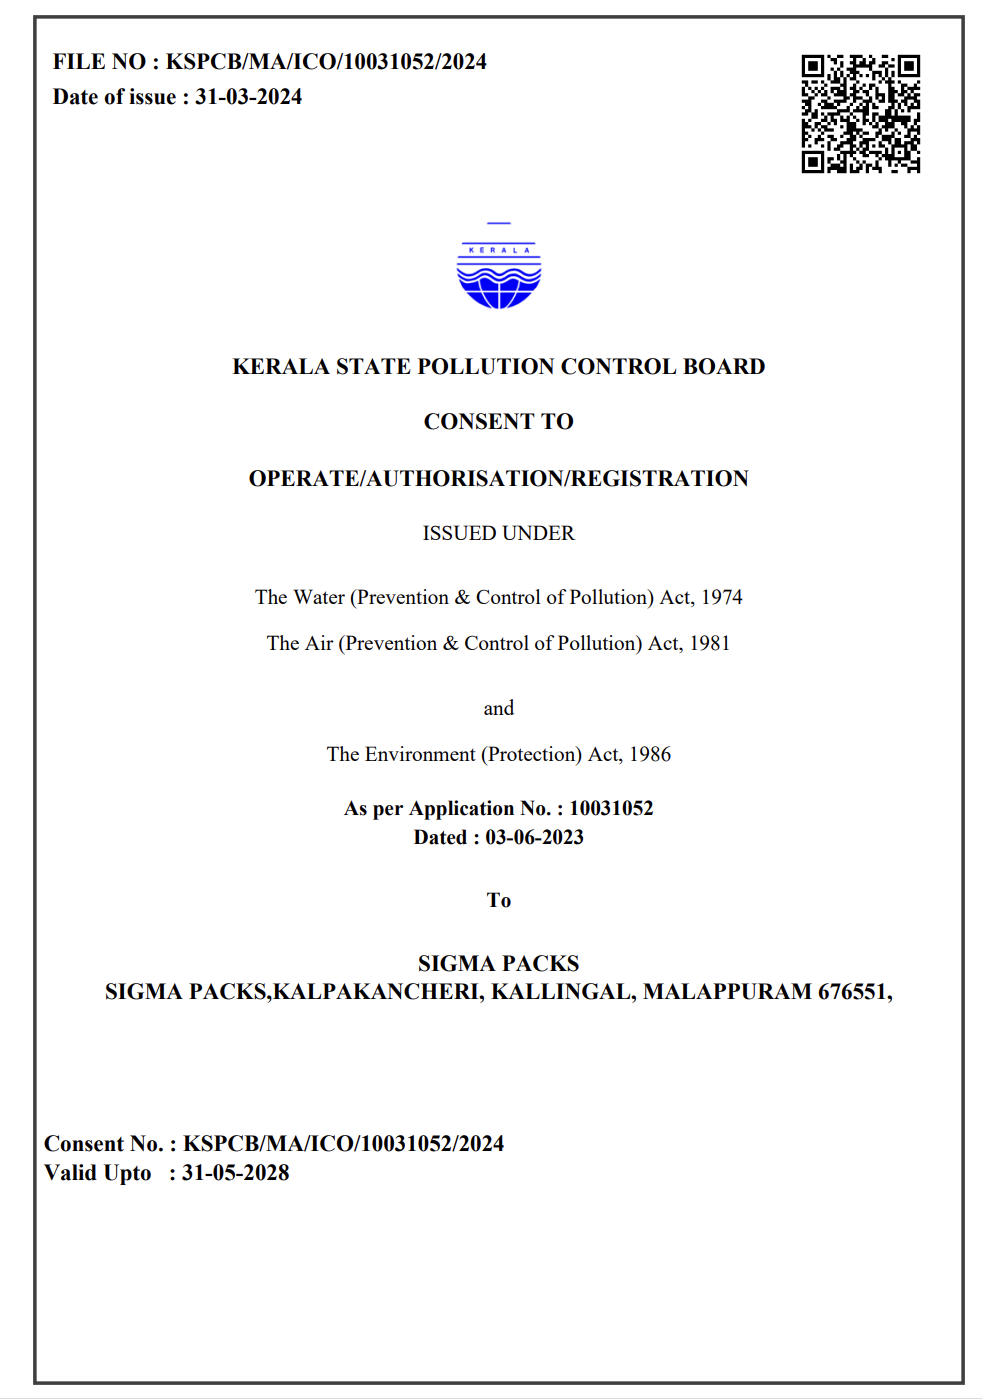 FILE NO : KSPCB/MA/ICO/10031052/2024
Date of issue : 31-03-2024
K E R A L A
KERALA STATE POLLUTION CONTROL BOARD
CONSENT TO
OPERATE/AUTHORISATION/REGISTRATION
ISSUED UNDER
The Water (Prevention & Control of Pollution) Act, 1974
The Air (Prevention & Control of Pollution) Act, 1981
and
The Environment (Protection) Act, 1986
As per Application No. : 10031052
Dated : 03-06-2023
To
SIGMA PACKS
SIGMA PACKS,KALPAKANCHERI, KALLINGAL, MALAPPURAM 676551,
Consent No. : KSPCB/MA/ICO/10031052/2024
Valid Upto : 31-05-2028